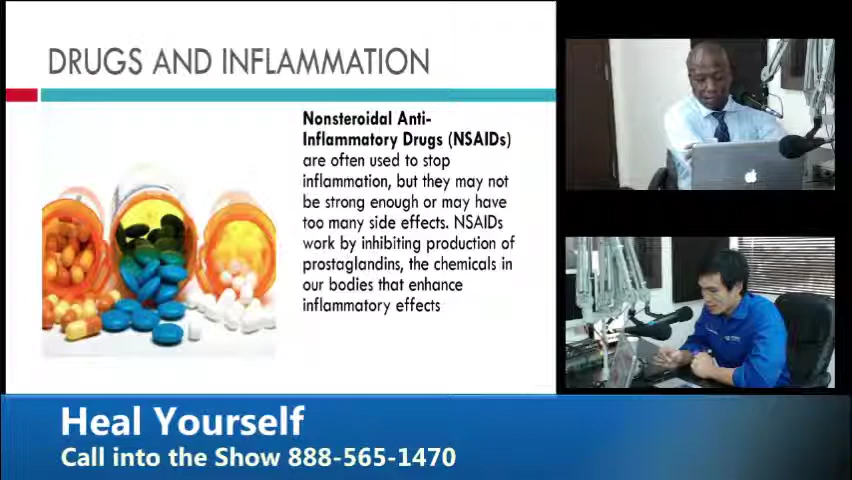 DRUGS AND INFLAMMATION
Nonsteroidal Anti-
Inflammatory Drugs (NSAIDs)
are often used to stop
inflammation, but they may not
be strong enough or may have
too many side effects. NSAIDs
work by inhibiting production of
prostaglandins, the chemicals in
our bodies that enhance
inflammatory effects
Heal Yourself
Call into the Show 888-565-1470